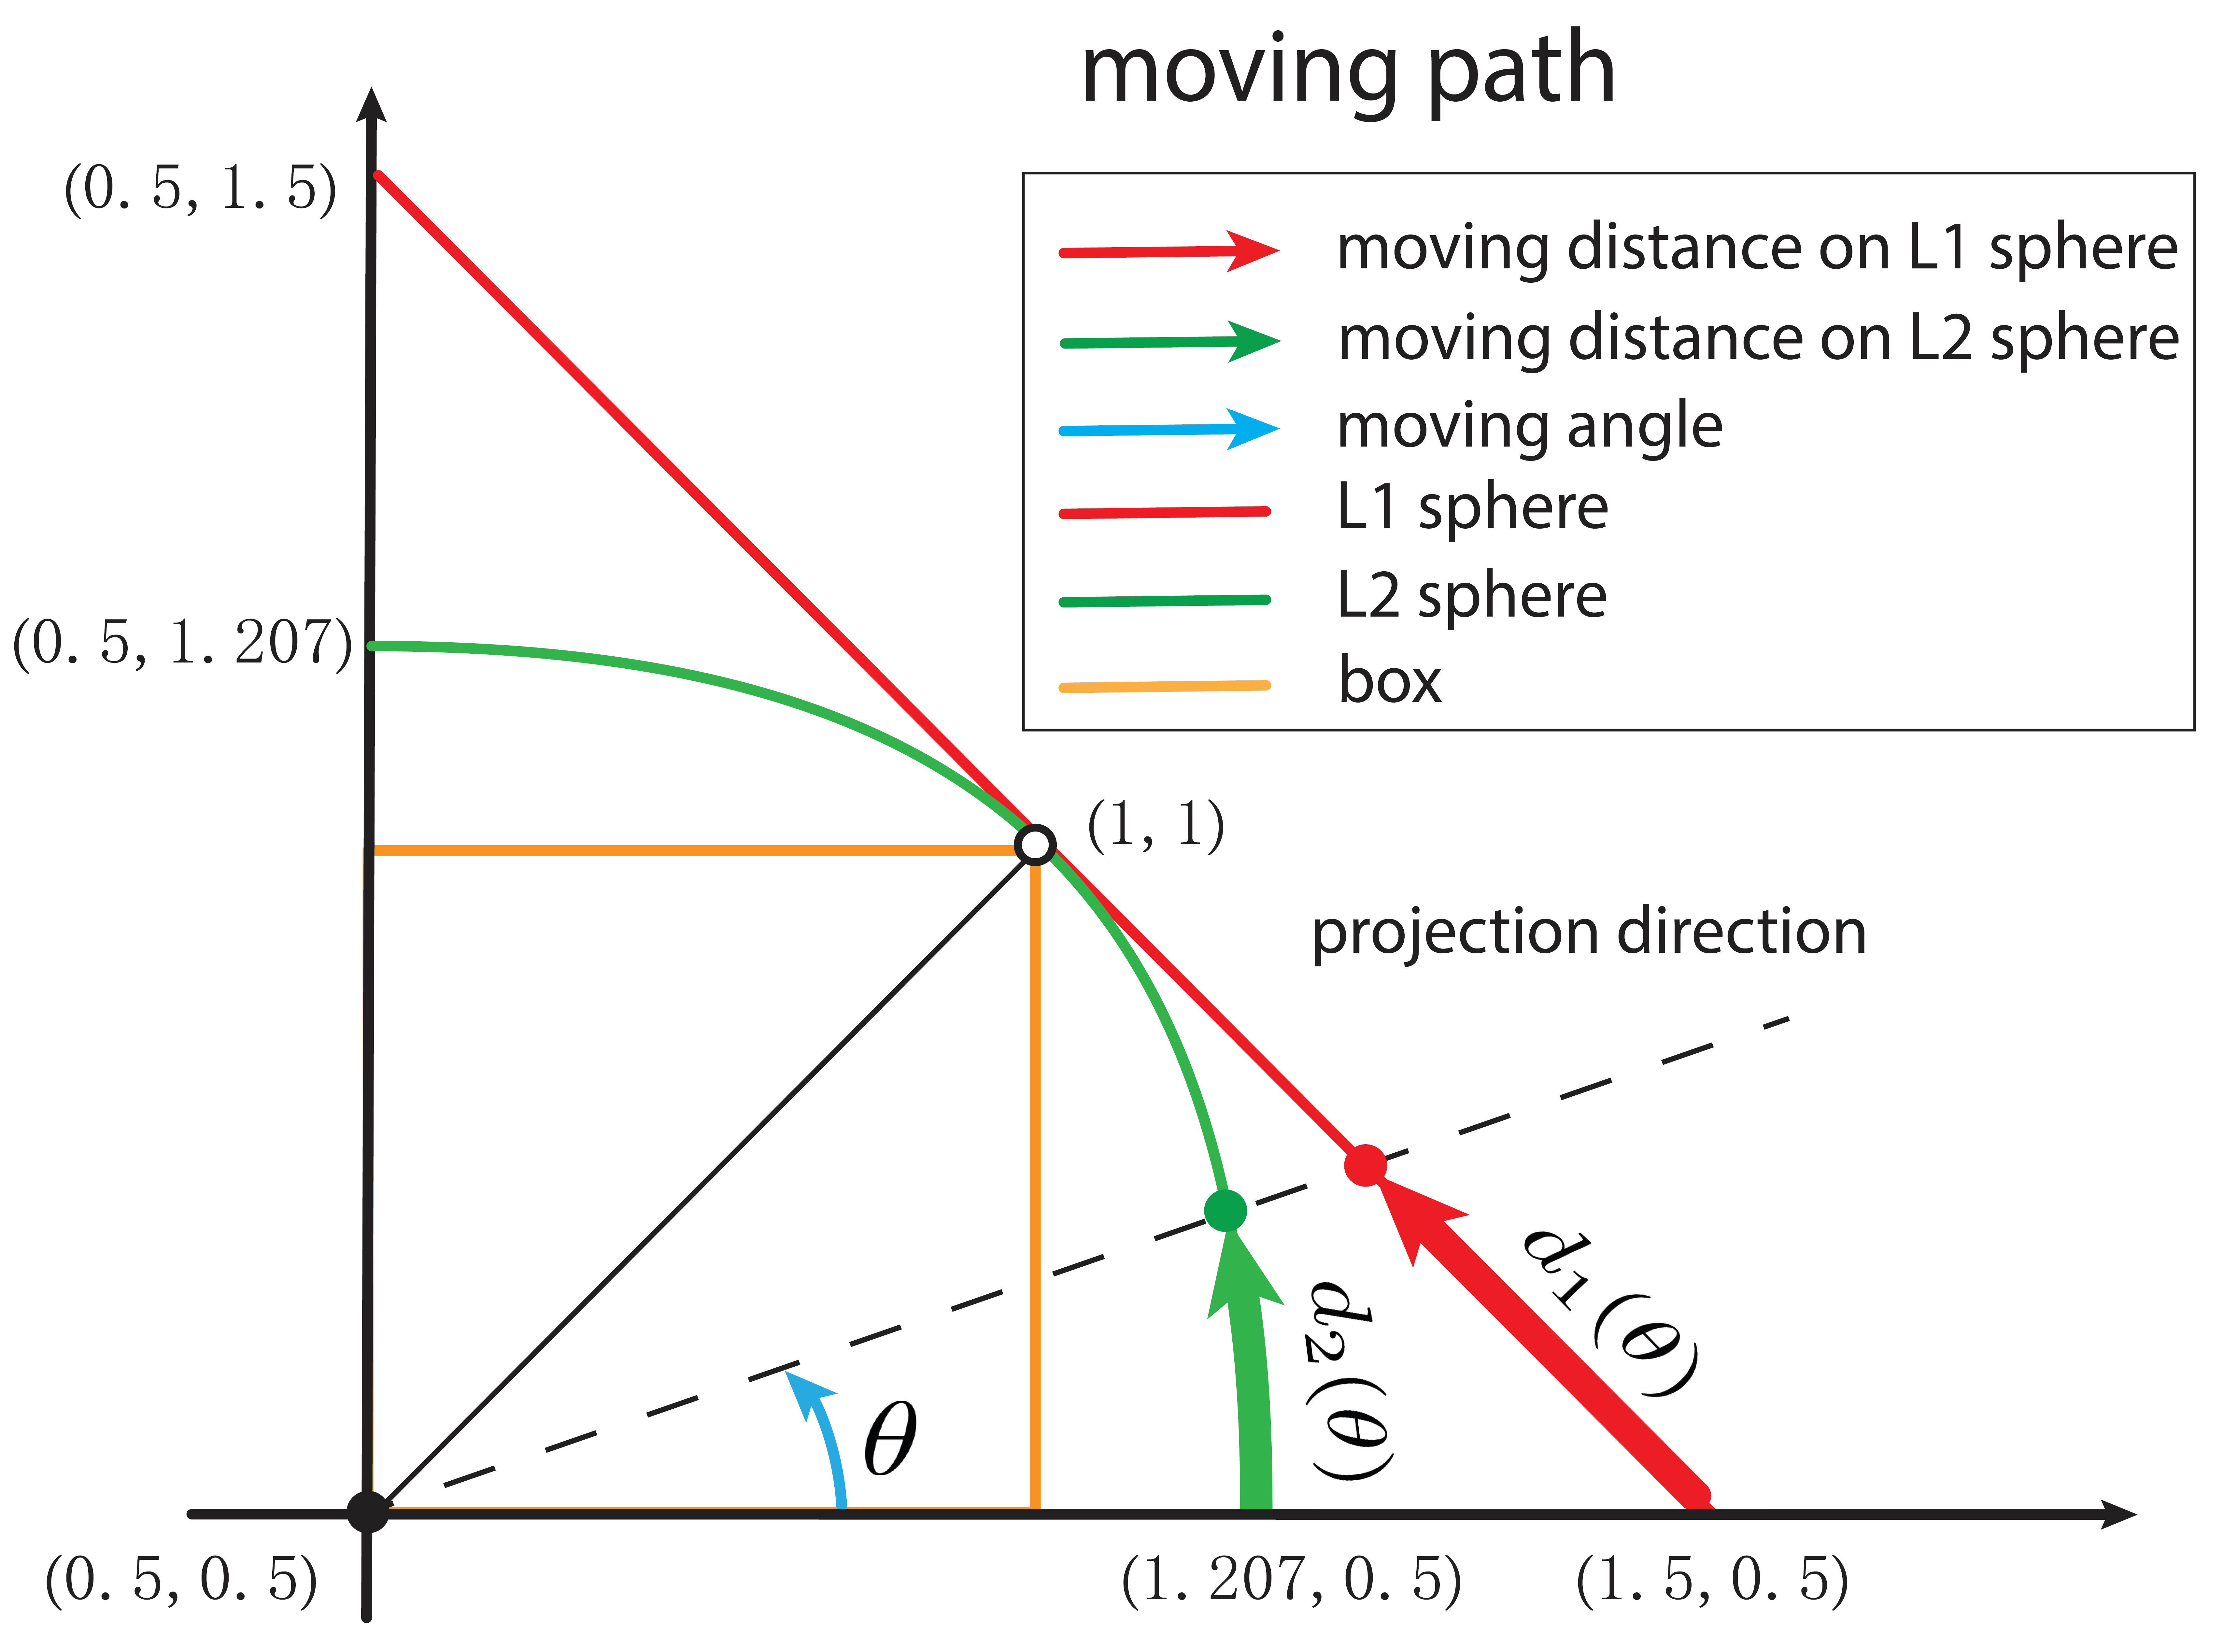 moving path
(0. 5, 1. 5)
moving distance on L1 sphere
moving distance on L2 sphere
moving angle
L1 sphere
L2 sphere
box
(0. 5, 1. 207)
(1, 1)
projection direction
d₁(θ)
d₂(θ)
θ
(0. 5, 0. 5)
(1. 207, 0. 5)
(1. 5, 0. 5)